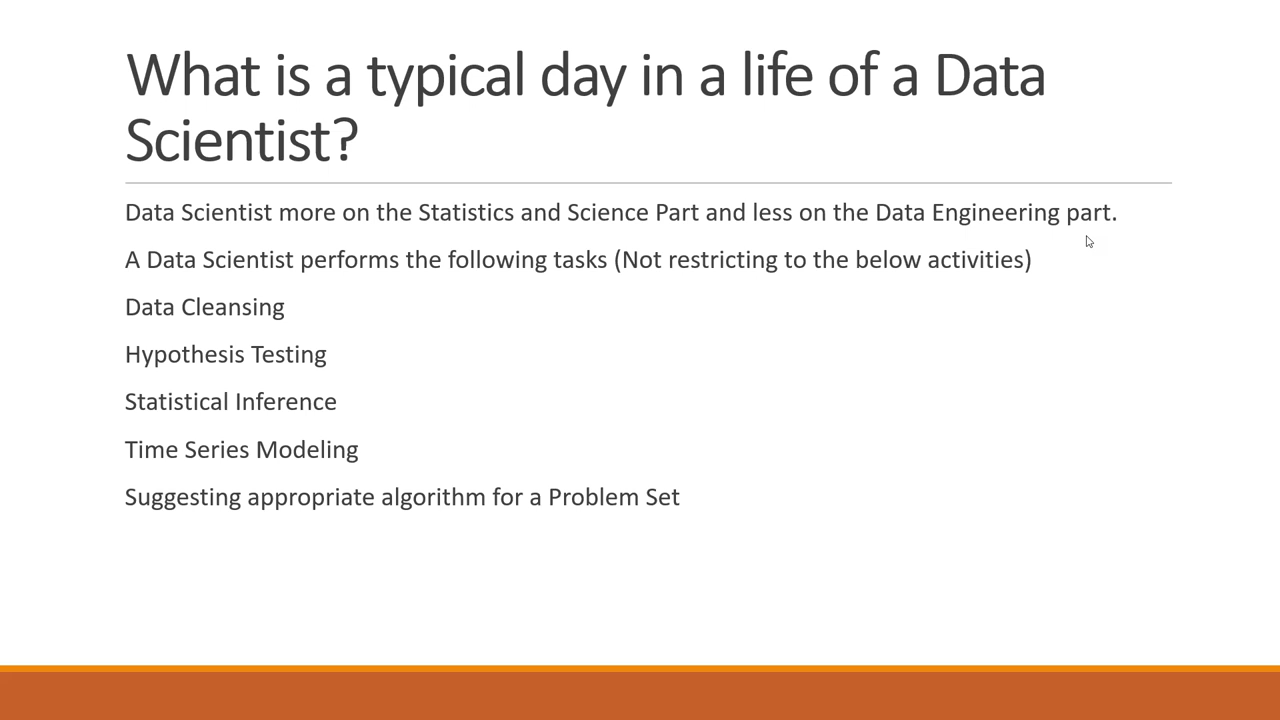 What is a typical day in a life of a Data
Scientist?
Data Scientist more on the Statistics and Science Part and less on the Data Engineering part.
A Data Scientist performs the following tasks (Not restricting to the below activities)
Data Cleansing
Hypothesis Testing
Statistical Inference
Time Series Modeling
Suggesting appropriate algorithm for a Problem Set